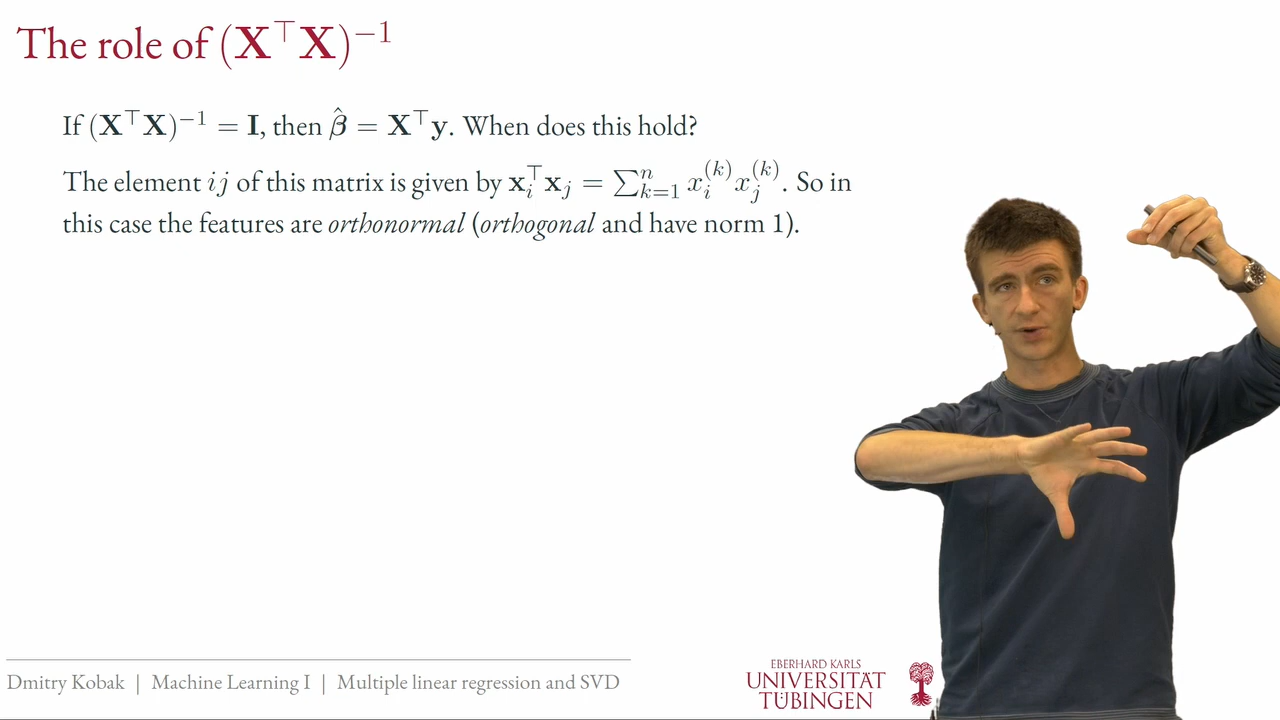 The role of (X⊤X)⁻¹
If (X⊤X)⁻¹ = I, then β̂ = X⊤y. When does this hold?
The element ij of this matrix is given by xᵢ⊤xⱼ = ∑ₖ₌₁ⁿ xᵢ⁽ᵏ⁾xⱼ⁽ᵏ⁾. So in
this case the features are orthonormal (orthogonal and have norm 1).
Dmitry Kobak | Machine Learning I | Multiple linear regression and SVD
EBERHARD KARLS
UNIVERSITÄT
TÜBINGEN